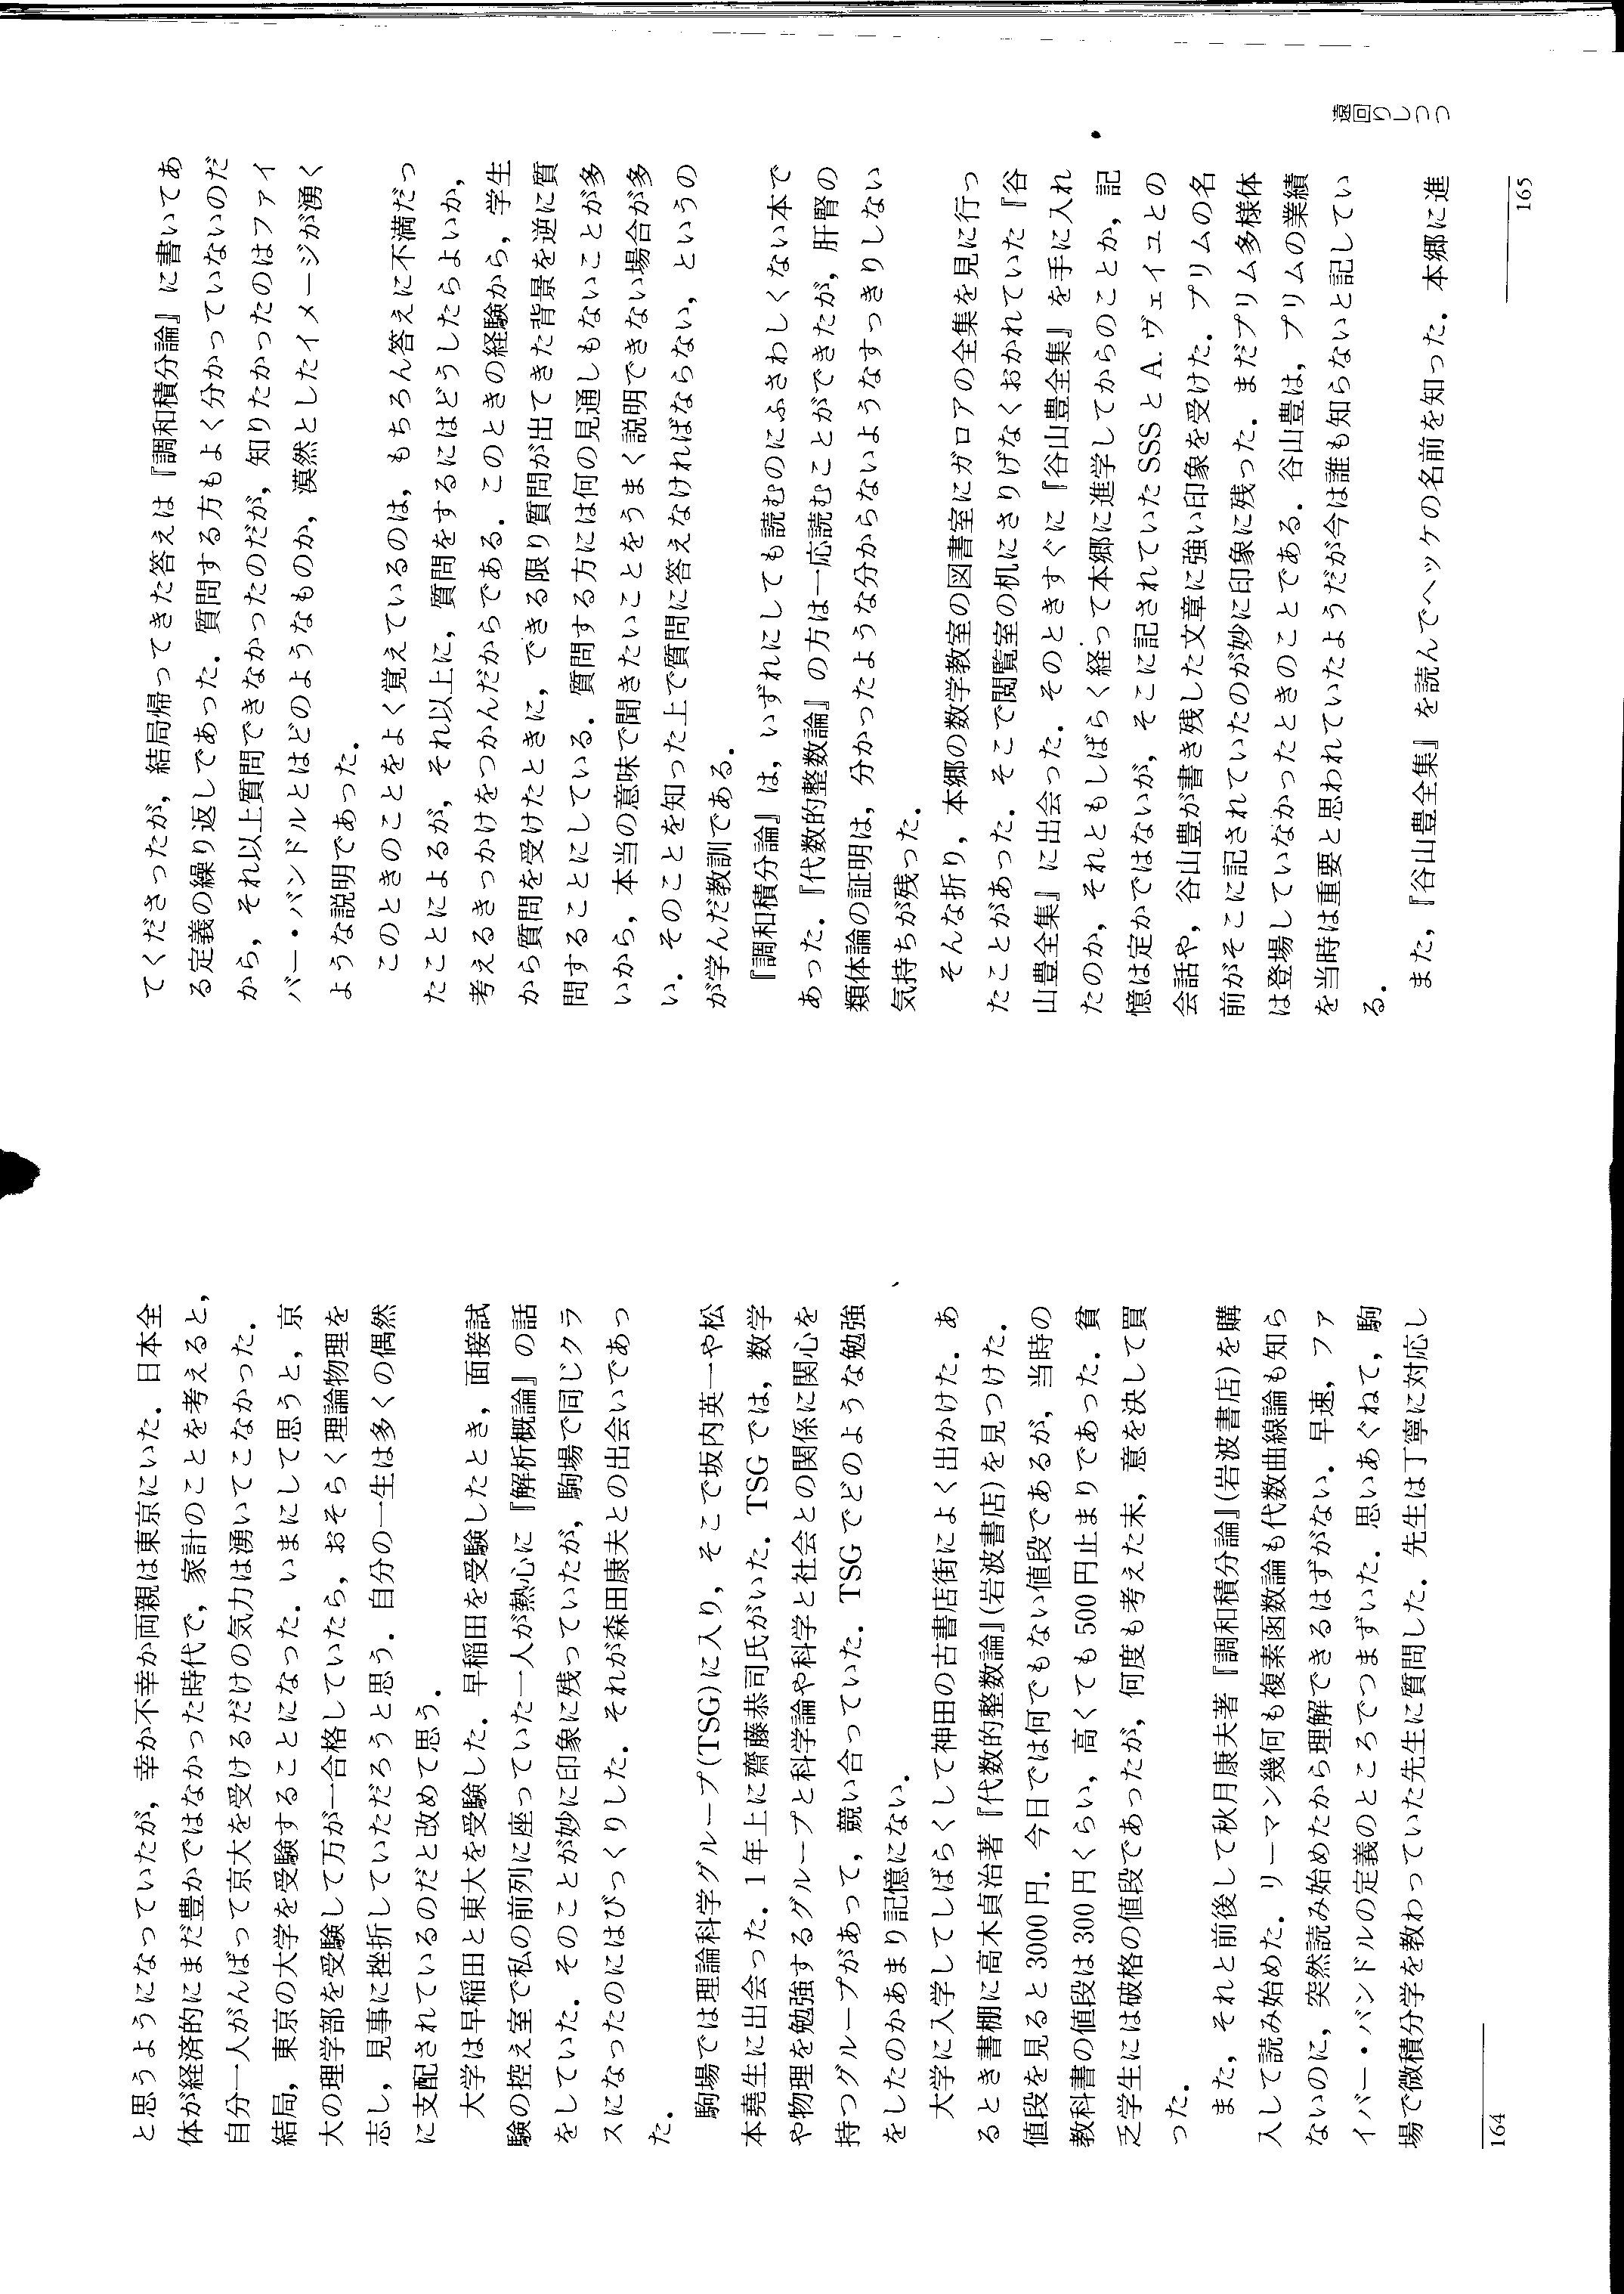 と思うようになっていたが，幸か不幸か両親は東京にいた．日本全
体が経済的にまだ豊かではなかった時代で，家計のことを考えると，
自分一人がんばって京大を受けるだけの気力は湧いてこなかった．
結局，東京の大学を受験することになった．いまにして思うと，京
大の理学部を受験して万が一合格していたら，おそらく理論物理を
志し，見事に挫折していただろうと思う．自分の一生は多くの偶然
に支配されているのだと改めて思う．
大学は早稲田と東大を受験した．早稲田を受験したとき，面接試
験の控え室で私の前列に座っていた一人が熱心に『解析概論』の話
をしていた．そのことが妙に印象に残っていたが，駒場で同じクラ
スになったのにはびっくりした．それが森田康夫との出会いであっ
た．
駒場では理論科学グループ(TSG)に入り，そこで坂内英一や松
本堯生に出会った．1年上に齋藤恭司氏がいた．TSGでは，数学
や物理を勉強するグループと科学論や科学と社会との関係に関心を
持つグループがあって，競い合っていた．TSGでどのような勉強
をしたのかあまり記憶にない．
大学に入学してしばらくして神田の古書店街によく出かけた．あ
るとき書棚に高木貞治著『代数的整数論』(岩波書店)を見つけた．
値段を見ると3000円．今日では何でもない値段であるが，当時の
教科書の値段は300円くらい，高くても500円止まりであった．貧
乏学生には破格の値段であったが，何度も考えた末，意を決して買
った．
また，それと前後して秋月康夫著『調和積分論』(岩波書店)を購
入して読み始めた．リーマン幾何も複素函数論も代数曲線論も知ら
ないのに，突然読み始めたから理解できるはずがない．早速，ファ
イバー・バンドルの定義のところでつまずいた．思いあぐねて，駒
場で微積分学を教わっていた先生に質問した．先生は丁寧に対応し
164
てくださったが，結局帰ってきた答えは『調和積分論』に書いてあ
る定義の繰り返しであった．質問する方もよく分かっていないのだ
から，それ以上質問できなかったのだが，知りたかったのはファイ
バー・バンドルとはどのようなものか，漠然としたイメージが湧く
ような説明であった．
このときのことをよく覚えているのは，もちろん答えに不満だっ
たことによるが，それ以上に，質問をするにはどうしたらよいか，
考えるきっかけをつかんだからである．このときの経験から，学生
から質問を受けたときに，できる限り質問が出てきた背景を逆に質
問することにしている．質問する方には何の見通しもないことが多
いから，本当の意味で聞きたいことをうまく説明できない場合が多
い．そのことを知った上で質問に答えなければならない，というの
が学んだ教訓である．
『調和積分論』は，いずれにしても読むのにふさわしくない本で
あった．『代数的整数論』の方は一応読むことができたが，肝腎の
類体論の証明は，分かったような分からないようなすっきりしない
気持ちが残った．
そんな折り，本郷の数学教室の図書室にガロアの全集を見に行っ
たことがあった．そこで閲覧室の机にさりげなくおかれていた『谷
山豊全集』に出会った．そのときすぐに『谷山豊全集』を手に入れ
たのか，それともしばらく経って本郷に進学してからのことか，記
憶は定かではないが，そこに記されていたSSSとA.ヴェイユとの
会話や，谷山豊が書き残した文章に強い印象を受けた．プリムの名
前がそこに記されていたのが妙に印象に残った．まだプリム多様体
は登場していなかったときのことである．谷山豊は，プリムの業績
を当時は重要と思われていたようだが今は誰も知らないと記してい
る．
また，『谷山豊全集』を読んでヘッケの名前を知った．本郷に進
遠回りしつつ
165